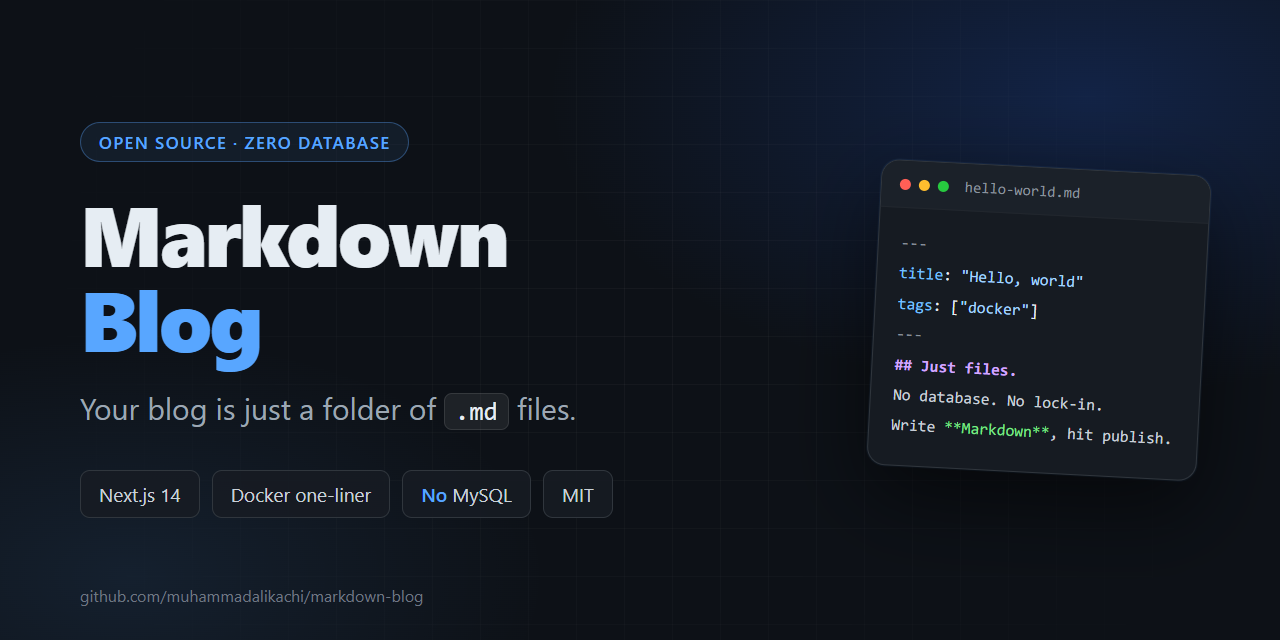 OPEN SOURCE · ZERO DATABASE
Markdown
Blog
Your blog is just a folder of .md files.
Next.js 14
Docker one-liner
No MySQL
MIT
github.com/muhammadalikachi/markdown-blog
hello-world.md
---
title: "Hello, world"
tags: ["docker"]
---
## Just files.
No database. No lock-in.
Write **Markdown**, hit publish.